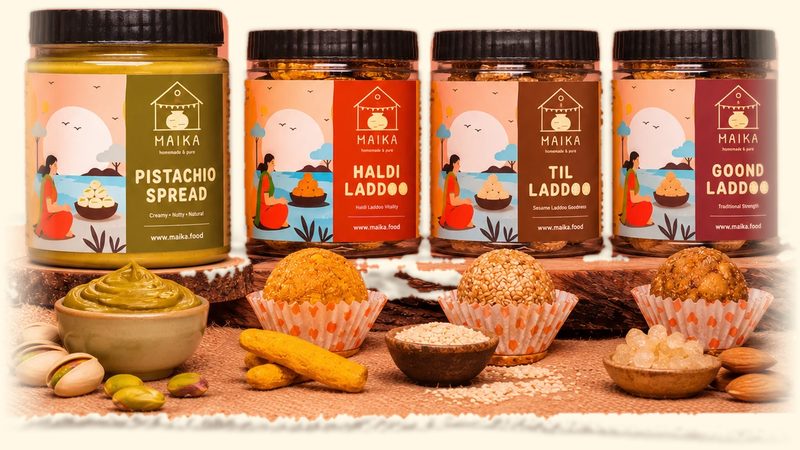 MAIKA
homemade & pure
PISTACHIO
SPREAD
Creamy • Nutty • Natural
www.maika.food
MAIKA
homemade & pure
HALDI
LADDOO
Haldi Laddoo Vitality
www.maika.food
MAIKA
homemade & pure
TIL
LADDOO
Sesame Laddoo Goodness
www.maika.food
MAIKA
homemade & pure
GOOND
LADDOO
Traditional Strength
www.maika.food